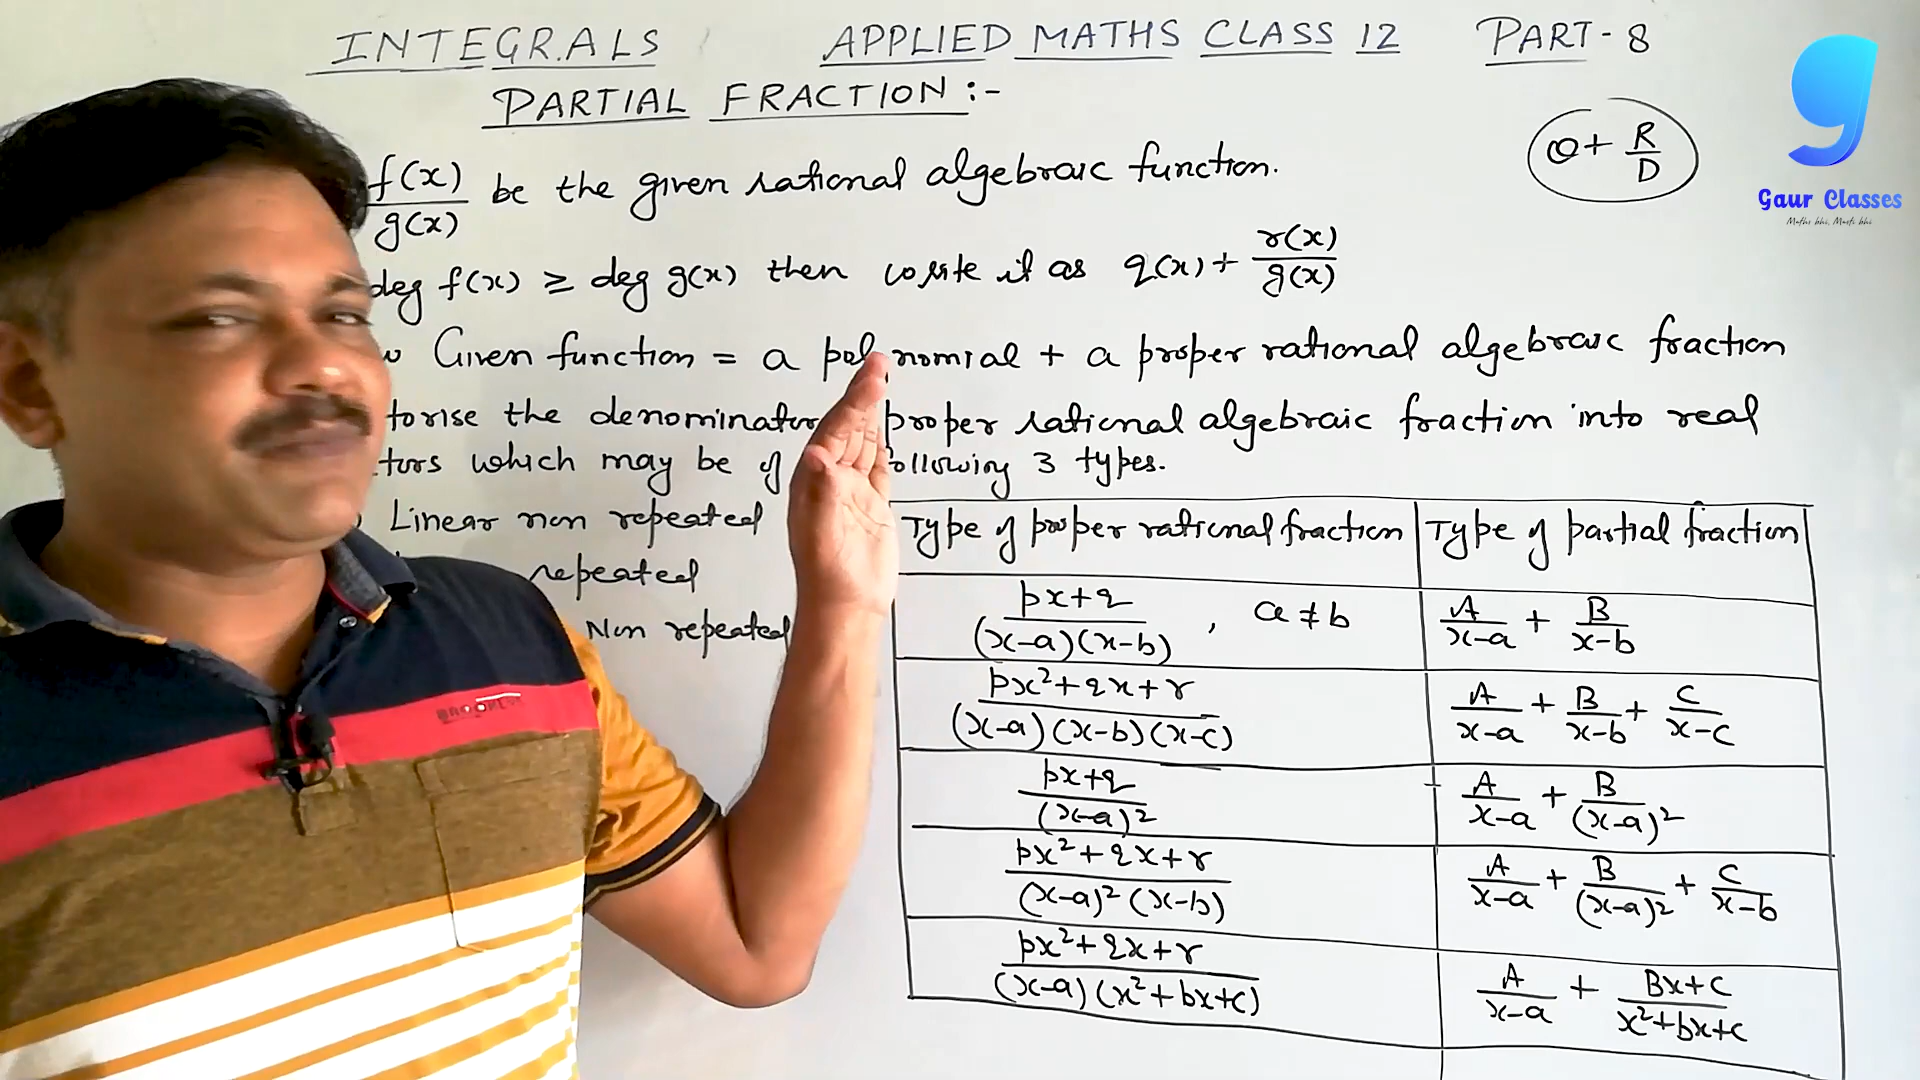 INTEGRALS APPLIED MATHS CLASS 12 PART-8
PARTIAL FRACTION:-
Q + R/D
Gaur Classes
Maths bhi, Masti bhi
f(x)/g(x) be the given rational algebraic function.
deg f(x) ≥ deg g(x) then write it as q(x) + r(x)/g(x)
Given function = a polynomial + a proper rational algebraic fraction
torise the denominator proper rational algebraic fraction into real
tors which may be of following 3 types.
Linear non repeated
repeated
Non repeated
Type of proper rational fraction Type of partial fraction
px+q/(x-a)(x-b), a≠b A/x-a + B/x-b
px²+qx+r/(x-a)(x-b)(x-c) A/x-a + B/x-b + C/x-c
px+q/(x-a)² A/x-a + B/(x-a)²
px²+qx+r/(x-a)²(x-b) A/x-a + B/(x-a)² + C/x-b
px²+qx+r/(x-a)(x²+bx+c) A/x-a + Bx+C/x²+bx+c